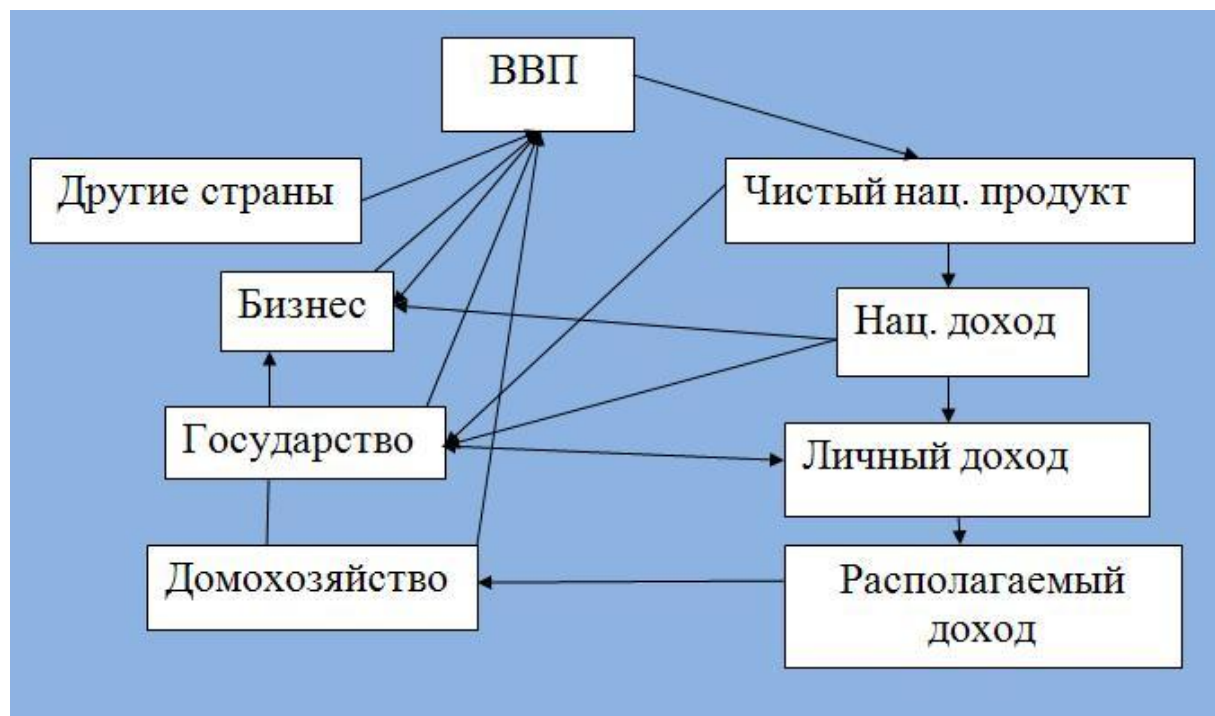 ВВП
Другие страны
Чистый нац. продукт
Бизнес
Нац. доход
Государство
Личный доход
Домохозяйство
Располагаемый
доход